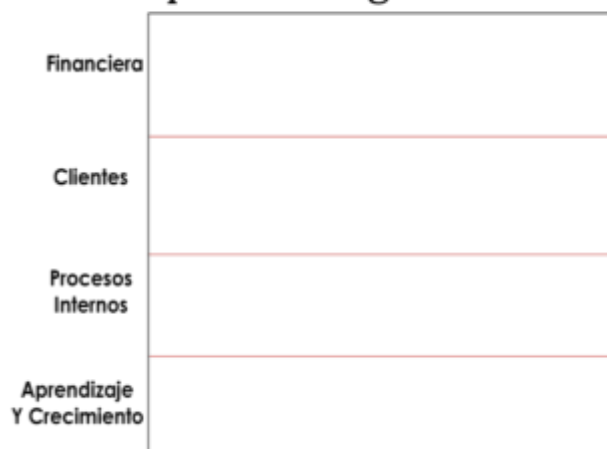 Financiera
Clientes
Procesos
Internos
Aprendizaje
Y Crecimiento